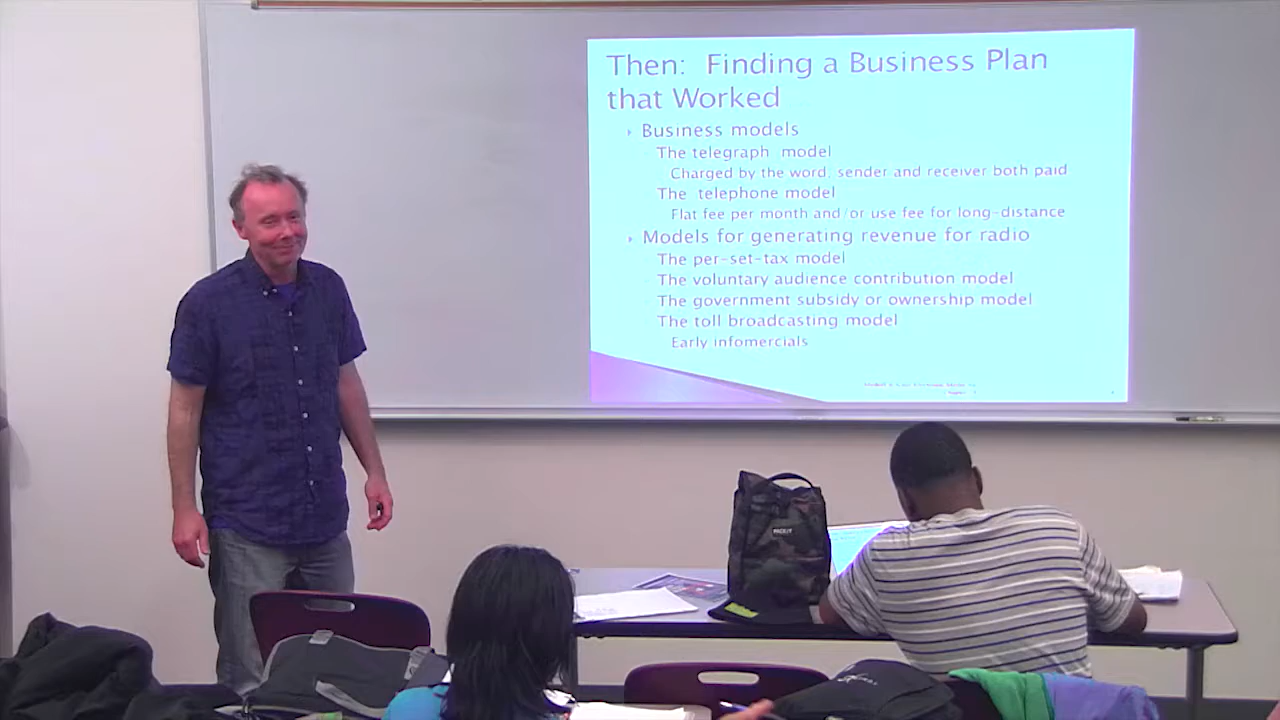 Then: Finding a Business Plan
that Worked
Business models
The telegraph model
Charged by the word, sender and receiver both paid
The telephone model
Flat fee per month and/or use fee for long-distance
Models for generating revenue for radio
The per-set-tax model
The voluntary audience contribution model
The government subsidy or ownership model
The toll broadcasting model
Early infomercials
PACKIT